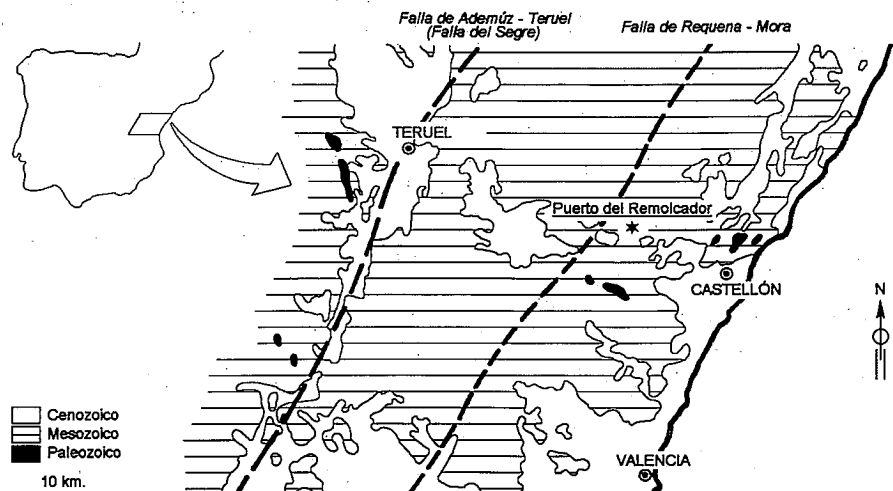 Falla de Ademúz - Teruel
(Falla del Segre)
Falla de Requena - Mora
TERUEL
Puerto del Remolcador
CASTELLÓN
N
Cenozoico
Mesozoico
Paleozoico
10 km.
VALENCIA